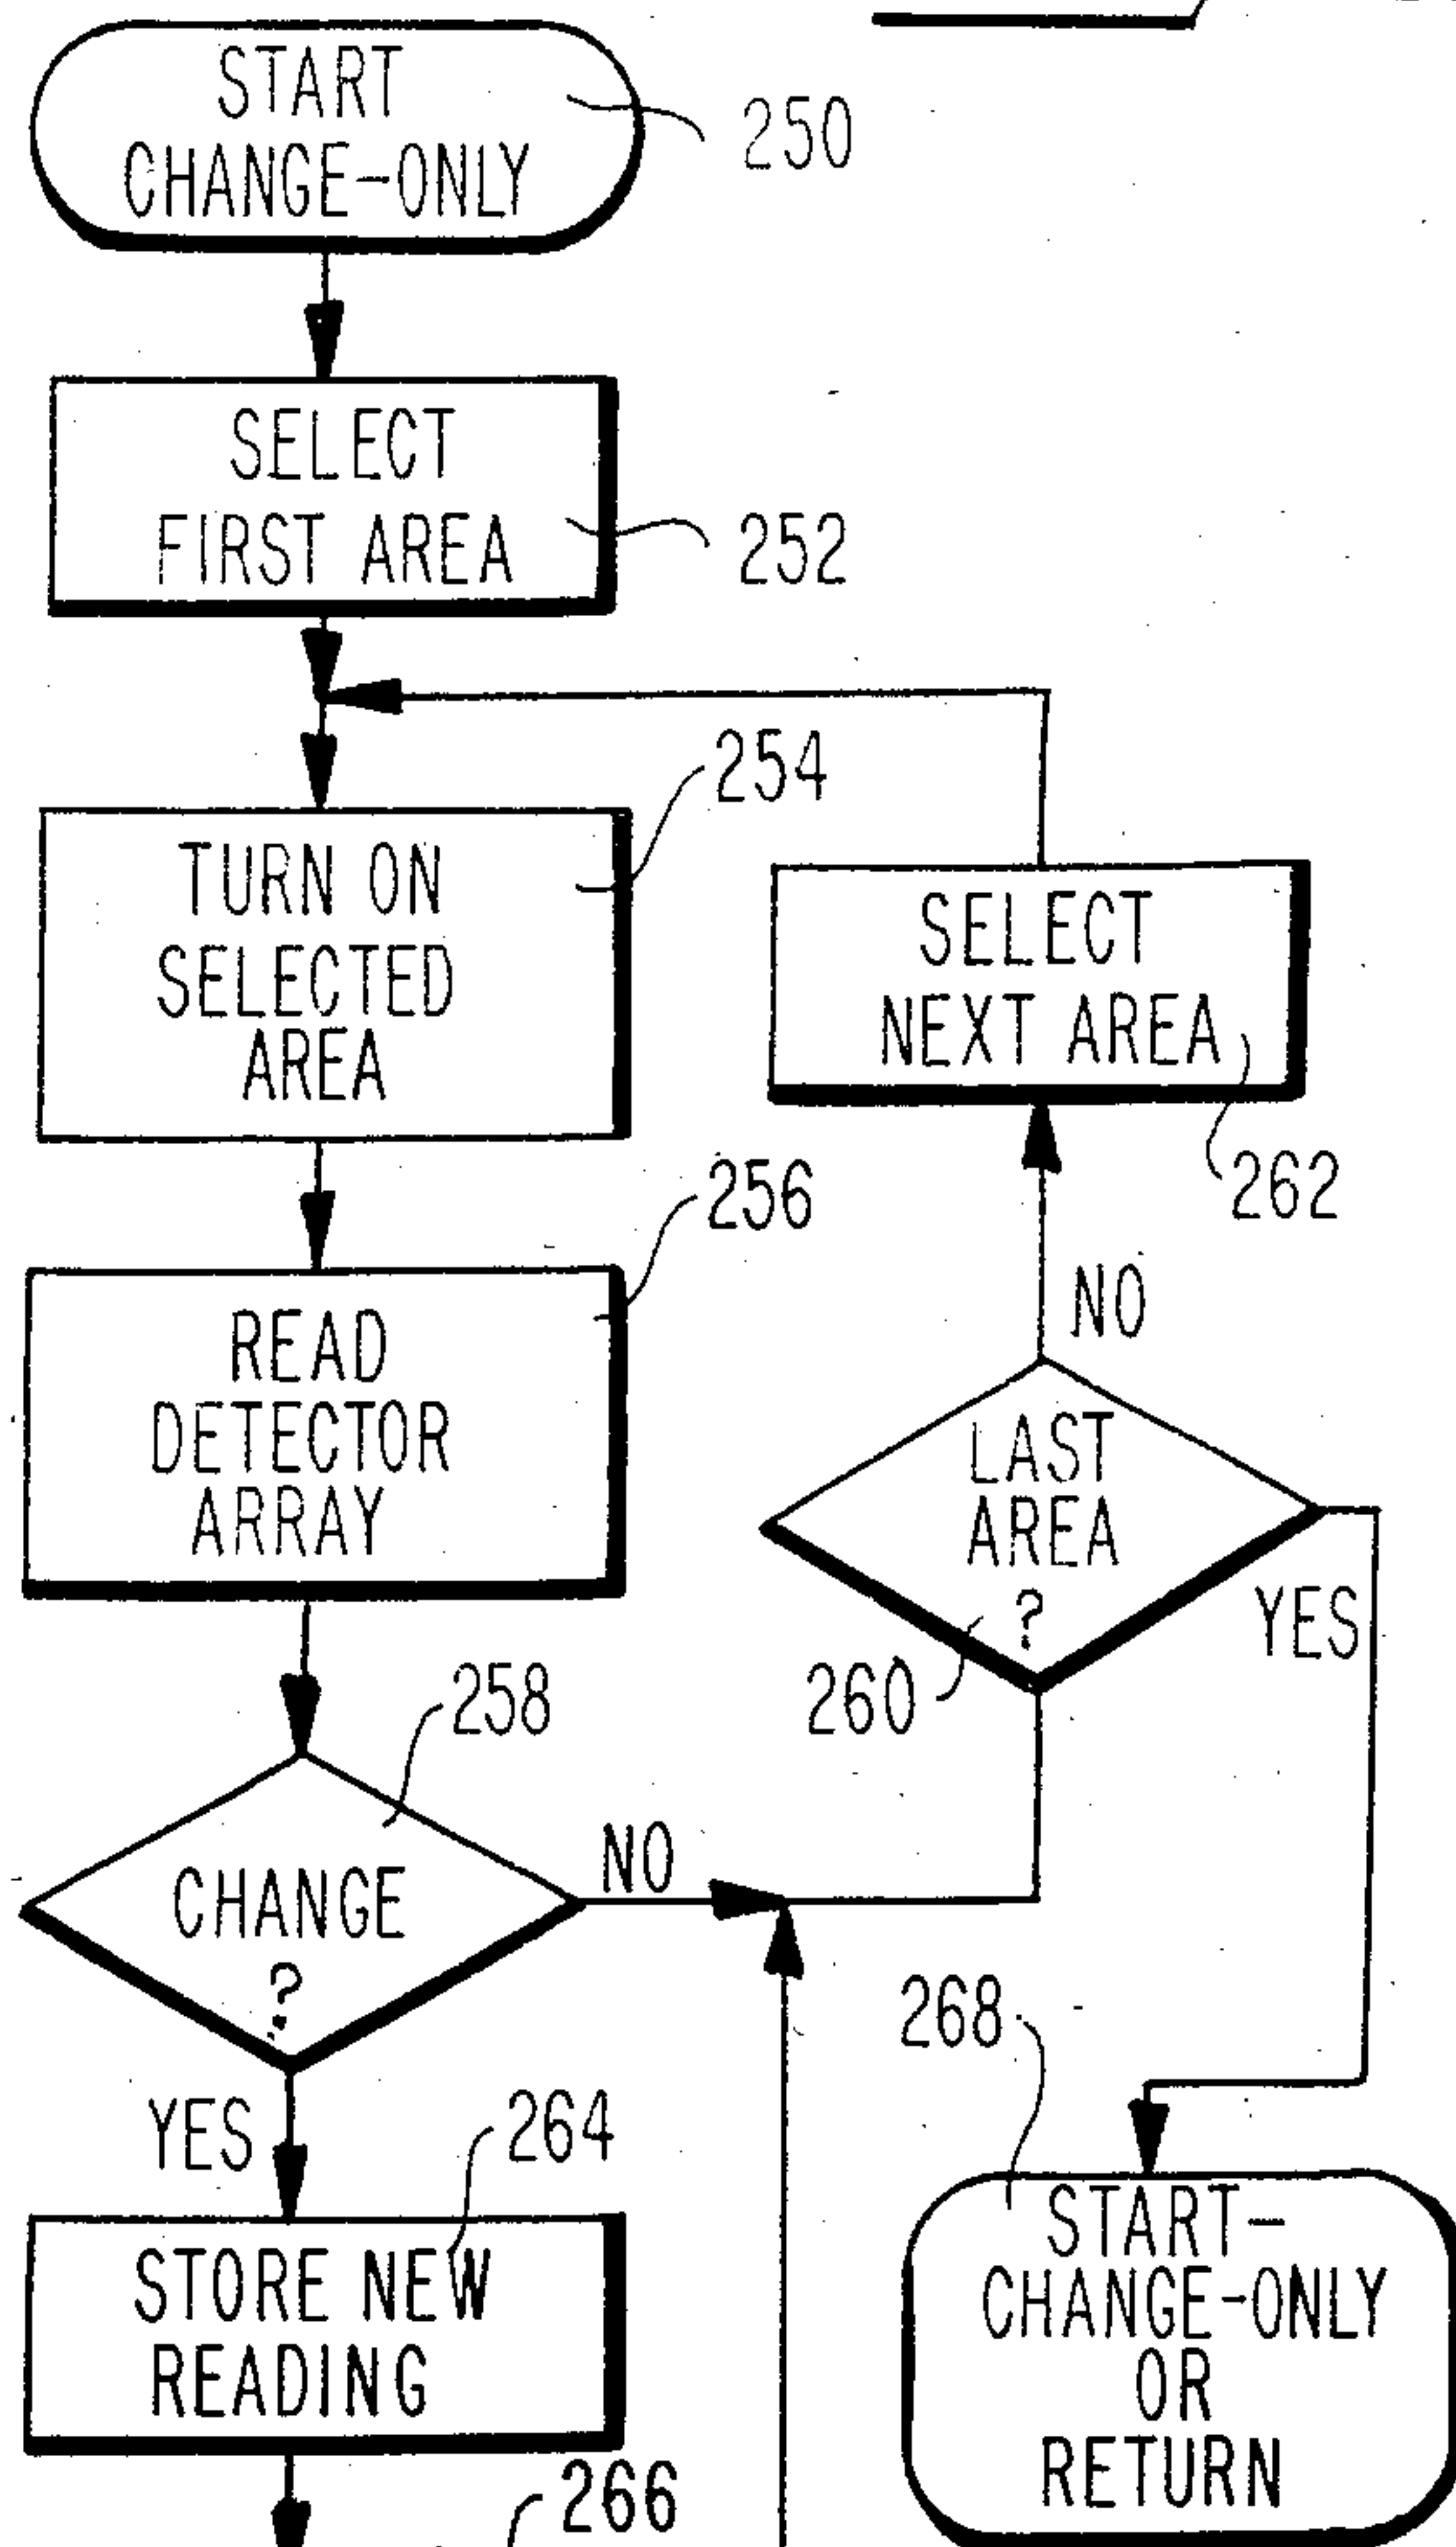 START
CHANGE-ONLY
250
SELECT
FIRST AREA
252
254
TURN ON
SELECTED
AREA
SELECT
NEXT AREA
262
256
READ
DETECTOR
ARRAY
NO
LAST
AREA
?
YES
260
258
CHANGE
?
NO
YES
268
264
STORE NEW
READING
START-
CHANGE-ONLY
OR
RETURN
266